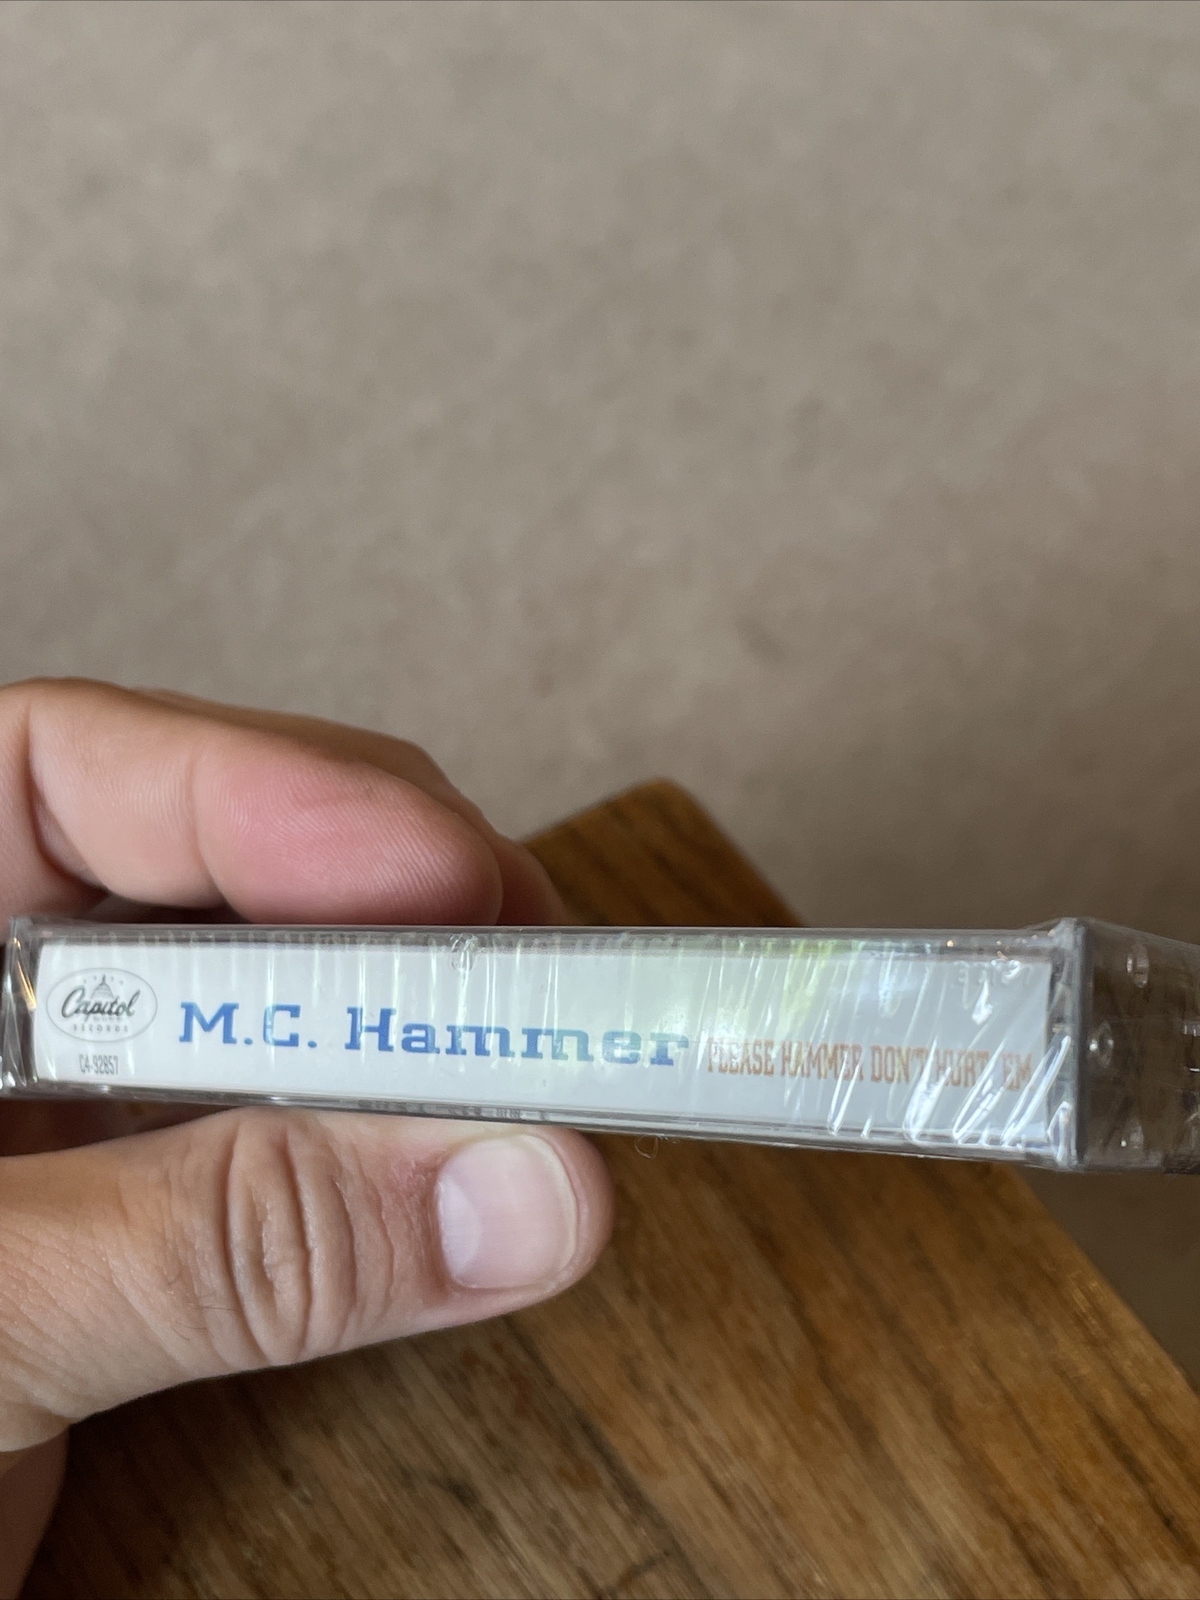 Capitol
RECORDS
C4-92857
M.C. Hammer
PLEASE HAMMER DON'T HURT 'EM